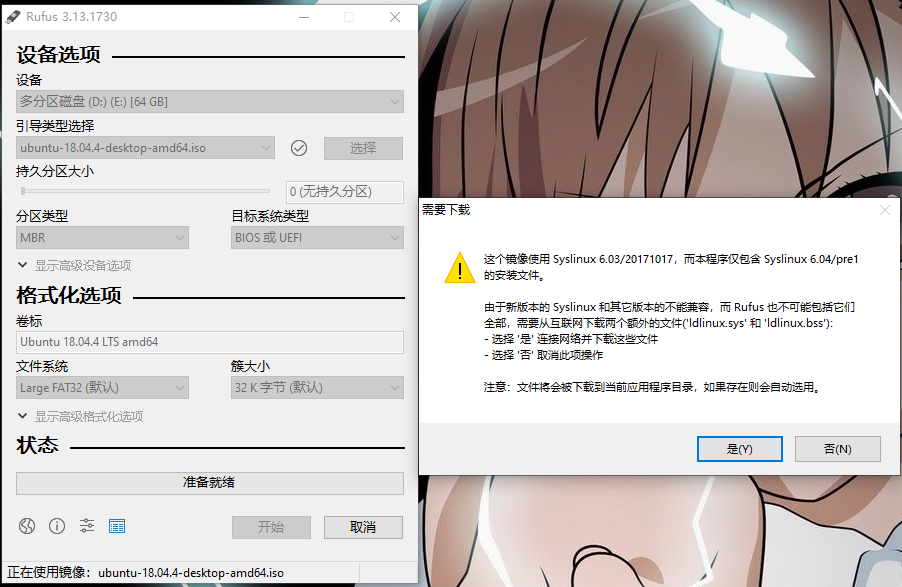 Rufus 3.13.1730
设备选项
设备
多分区磁盘 (D:) (E:) [64 GB]
引导类型选择
ubuntu-18.04.4-desktop-amd64.iso
选择
持久分区大小
0 (无持久分区)
分区类型
目标系统类型
MBR
BIOS 或 UEFI
显示高级设备选项
格式化选项
卷标
Ubuntu 18.04.4 LTS amd64
文件系统
簇大小
Large FAT32 (默认)
32 K 字节 (默认)
显示高级格式化选项
状态
准备就绪
开始
取消
正在使用镜像：ubuntu-18.04.4-desktop-amd64.iso
需要下载
这个镜像使用 Syslinux 6.03/20171017，而本程序仅包含 Syslinux 6.04/pre1
的安装文件。
由于新版本的 Syslinux 和其它版本的不能兼容，而 Rufus 也不可能包括它们
全部，需要从互联网下载两个额外的文件('ldlinux.sys' 和 'ldlinux.bss'):
- 选择 '是' 连接网络并下载这些文件
- 选择 '否' 取消此项操作
注意：文件将会被下载到当前应用程序目录，如果存在则会自动选用。
是(Y)
否(N)